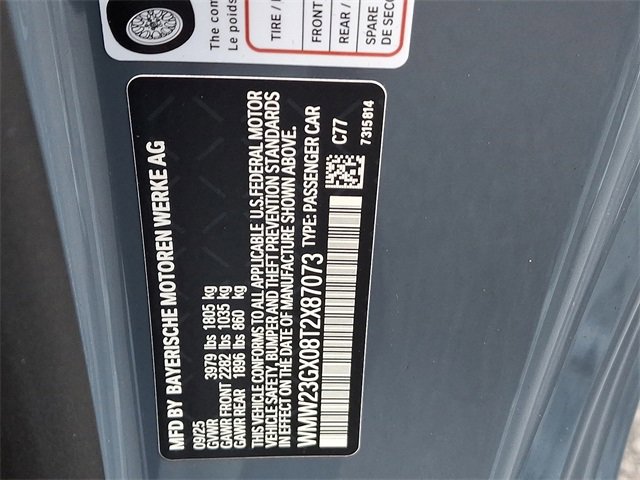 The com
Le poids
TIRE / 
FRONT
REAR /
SPARE
DE SECO
MFD BY BAYERISCHE MOTOREN WERKE AG
09/25
GVWR 3979 lbs 1805 kg
GAWR FRONT 2282 lbs 1035 kg
GAWR REAR 1896 lbs 860 kg
THIS VEHICLE CONFORMS TO ALL APPLICABLE U.S. FEDERAL MOTOR
VEHICLE SAFETY, BUMPER AND THEFT PREVENTION STANDARDS
IN EFFECT ON THE DATE OF MANUFACTURE SHOWN ABOVE.
WMW23GX08T2X87073 TYPE: PASSENGER CAR
C77
7315814